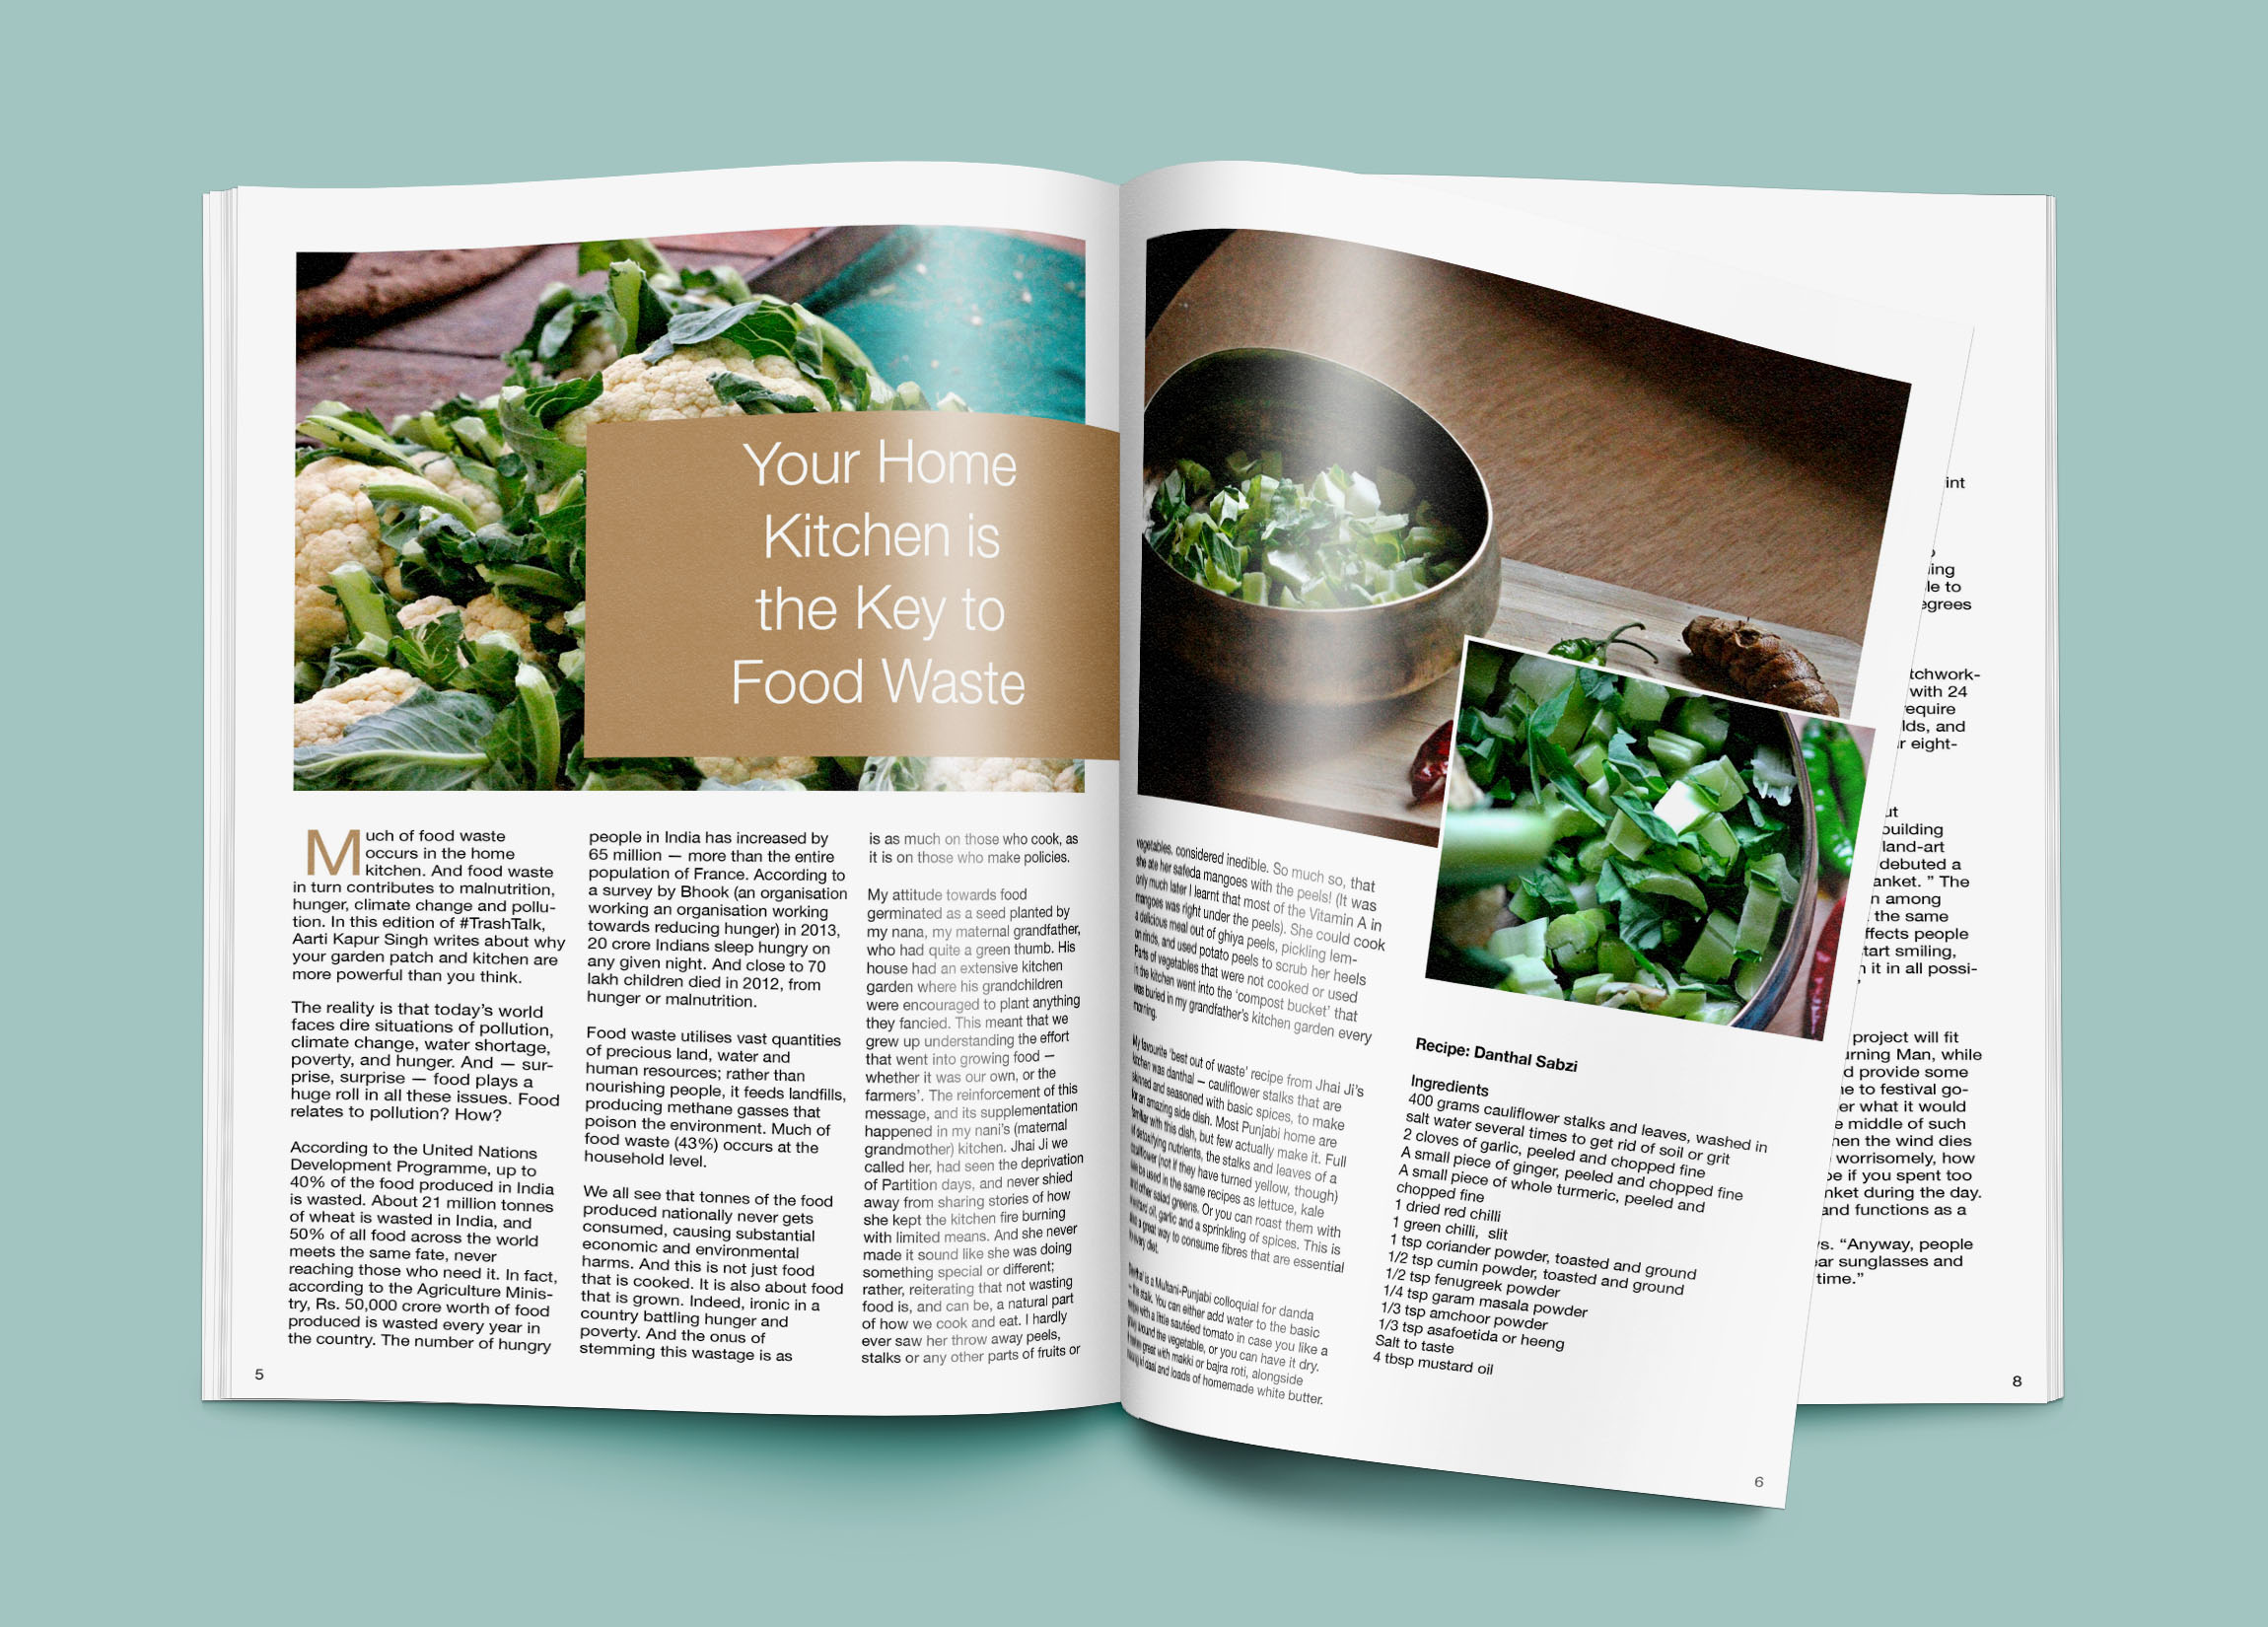 Your Home
Kitchen is
the Key to
Food Waste
Much of food waste
occurs in the home
kitchen. And food waste
in turn contributes to malnutrition,
hunger, climate change and pollu-
tion. In this edition of #TrashTalk,
Aarti Kapur Singh writes about why
your garden patch and kitchen are
more powerful than you think.
The reality is that today's world
faces dire situations of pollution,
climate change, water shortage,
poverty, and hunger. And — sur-
prise, surprise — food plays a
huge roll in all these issues. Food
relates to pollution? How?
According to the United Nations
Development Programme, up to
40% of the food produced in India
is wasted. About 21 million tonnes
of wheat is wasted in India, and
50% of all food across the world
meets the same fate, never
reaching those who need it. In fact,
according to the Agriculture Minis-
try, Rs. 50,000 crore worth of food
produced is wasted every year in
the country. The number of hungry
people in India has increased by
65 million — more than the entire
population of France. According to
a survey by Bhook (an organisation
working an organisation working
towards reducing hunger) in 2013,
20 crore Indians sleep hungry on
any given night. And close to 70
lakh children died in 2012, from
hunger or malnutrition.
Food waste utilises vast quantities
of precious land, water and
human resources; rather than
nourishing people, it feeds landfills,
producing methane gasses that
poison the environment. Much of
food waste (43%) occurs at the
household level.
We all see that tonnes of the food
produced nationally never gets
consumed, causing substantial
economic and environmental
harms. And this is not just food
that is cooked. It is also about food
that is grown. Indeed, ironic in a
country battling hunger and
poverty. And the onus of
stemming this wastage is as
is as much on those who cook, as
it is on those who make policies.
My attitude towards food
germinated as a seed planted by
my nana, my maternal grandfather,
who had quite a green thumb. His
house had an extensive kitchen
garden where his grandchildren
were encouraged to plant anything
they fancied. This meant that we
grew up understanding the effort
that went into growing food —
whether it was our own, or the
farmers'. The reinforcement of this
message, and its supplementation
happened in my nani's (maternal
grandmother) kitchen. Jhai Ji we
called her, had seen the deprivation
of Partition days, and never shied
away from sharing stories of how
she kept the kitchen fire burning
with limited means. And she never
made it sound like she was doing
something special or different;
rather, reiterating that not wasting
food is, and can be, a natural part
of how we cook and eat. I hardly
ever saw her throw away peels,
stalks or any other parts of fruits or
5
vegetables, considered inedible. So much so, that
she ate her safeda mangoes with the peels! (It was
only much later I learnt that most of the Vitamin A in
mangoes was right under the peels). She could cook
a delicious meal out of ghiya peels, pickling lem-
on rinds, and used potato peels to scrub her heels
Parts of vegetables that were not cooked or used
in the kitchen went into the 'compost bucket' that
was buried in my grandfather's kitchen garden every
morning.
My favourite 'best out of waste' recipe from Jhai Ji's
kitchen was danthal — cauliflower stalks that are
skinned and seasoned with basic spices, to make
for an amazing side dish. Most Punjabi home are
familiar with this dish, but few actually make it. Full
of detoxifying nutrients, the stalks and leaves of a
cauliflower (not if they have turned yellow, though)
can be used in the same recipes as lettuce, kale
and other salad greens. Or you can roast them with
mustard oil, garlic and a sprinkling of spices. This is
also a great way to consume fibres that are essential
in every diet.
Danthal is a Multani-Punjabi colloquial for danda
— the stalk. You can either add water to the basic
recipe with a little sautéed tomato in case you like a
gravy around the vegetable, or you can have it dry.
It tastes great with makki or bajra roti, alongside
daal and loads of homemade white butter.
Recipe: Danthal Sabzi
Ingredients
400 grams cauliflower stalks and leaves, washed in
salt water several times to get rid of soil or grit
2 cloves of garlic, peeled and chopped fine
A small piece of ginger, peeled and chopped fine
A small piece of whole turmeric, peeled and
chopped fine
1 dried red chilli
1 green chilli, slit
1 tsp coriander powder, toasted and ground
1/2 tsp cumin powder, toasted and ground
1/2 tsp fenugreek powder
1/4 tsp garam masala powder
1/3 tsp amchoor powder
1/3 tsp asafoetida or heeng
Salt to taste
4 tbsp mustard oil
6
int
ing
le to
egrees
tchwork-
with 24
equire
lds, and
r eight-
ut
building
land-art
debuted a
anket. " The
n among
the same
ffects people
tart smiling,
n it in all possi-
project will fit
urning Man, while
d provide some
ne to festival go-
er what it would
e middle of such
hen the wind dies
worrisomely, how
be if you spent too
nket during the day.
and functions as a
ys. "Anyway, people
ar sunglasses and
time."
8